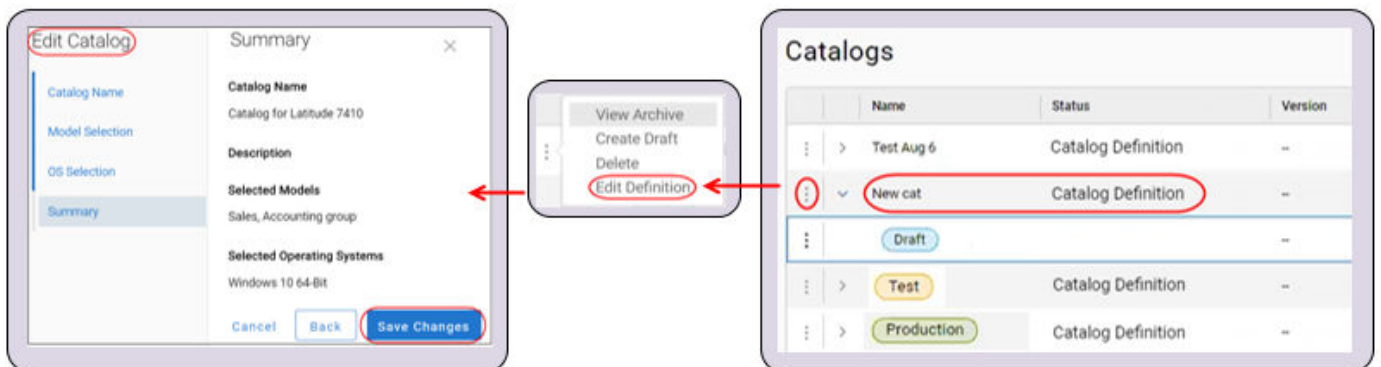 Edit Catalog
Catalog Name
Model Selection
OS Selection
Summary
Summary
×
Catalog Name
Catalog for Latitude 7410
Description
Selected Models
Sales, Accounting group
Selected Operating Systems
Windows 10 64-Bit
Cancel Back Save Changes
View Archive
Create Draft
Delete
Edit Definition
Catalogs
Name Status Version
Test Aug 6 Catalog Definition --
New cat Catalog Definition --
Draft --
Test Catalog Definition --
Production Catalog Definition --